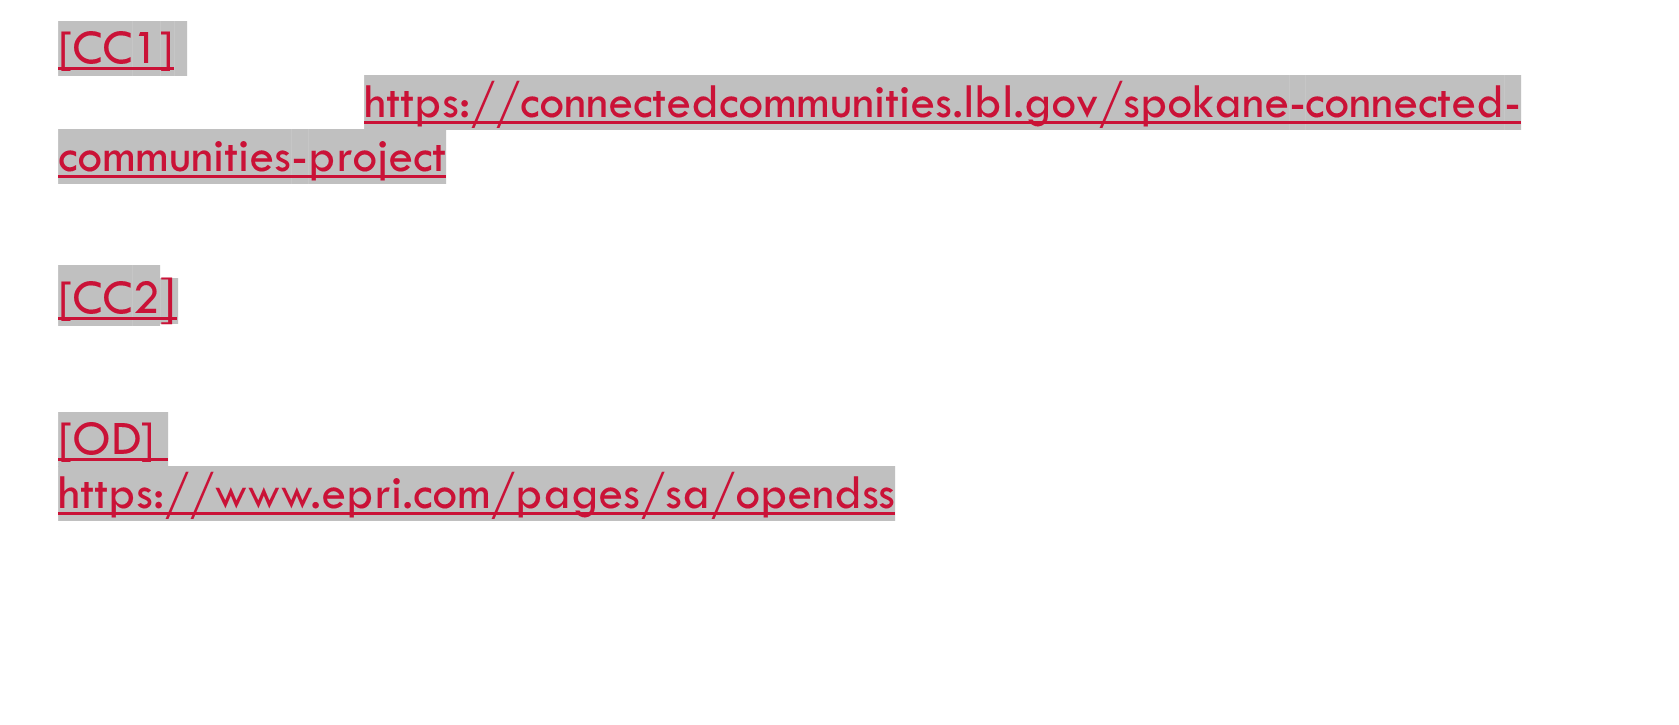 [CC1]
https://connectedcommunities.lbl.gov/spokane-connected-
communities-project
[CC2]
[OD]
https://www.epri.com/pages/sa/opendss